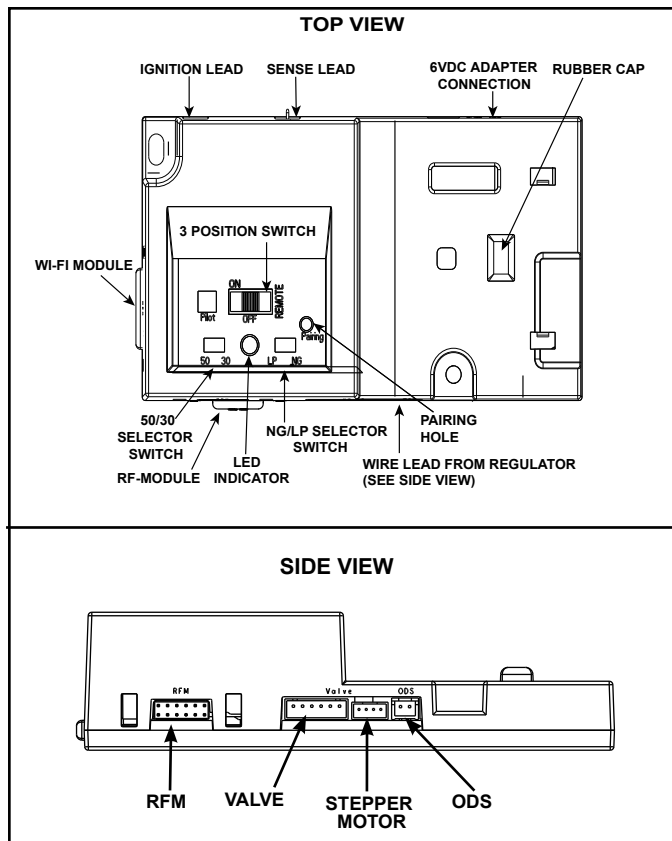 TOP VIEW
IGNITION LEAD
SENSE LEAD
6VDC ADAPTER
CONNECTION
RUBBER CAP
3 POSITION SWITCH
WI-FI MODULE
ON
OFF
REMOTE
Pilot
Pairing
50 30
LP NG
50/30
SELECTOR
SWITCH
RF-MODULE
LED
INDICATOR
NG/LP SELECTOR
SWITCH
PAIRING
HOLE
WIRE LEAD FROM REGULATOR
(SEE SIDE VIEW)
SIDE VIEW
RFM
Valve
ODS
RFM
VALVE
STEPPER
MOTOR
ODS